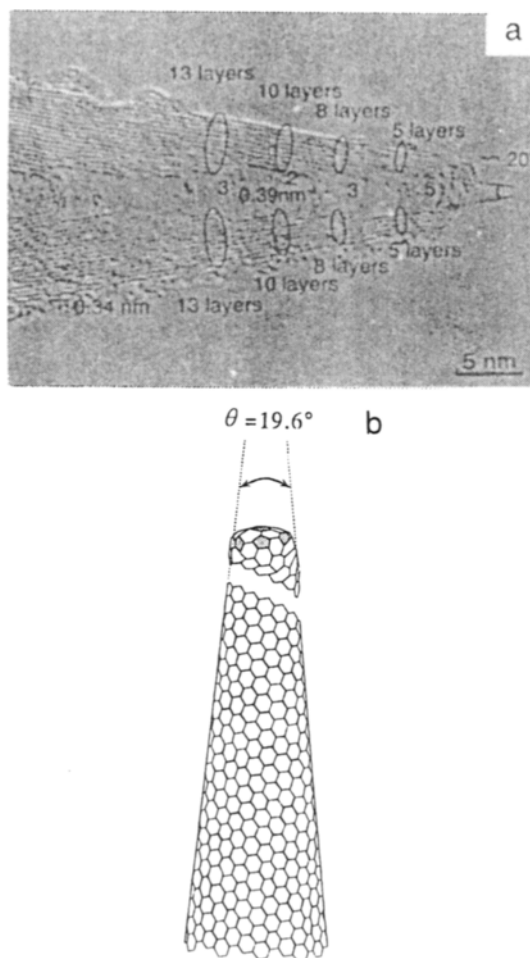 a
13 layers
10 layers
8 layers
5 layers
20
3
2
3
5
0.39nm
5 layers
8 layers
10 layers
13 layers
0.34 nm
5 nm
θ = 19.6°
b